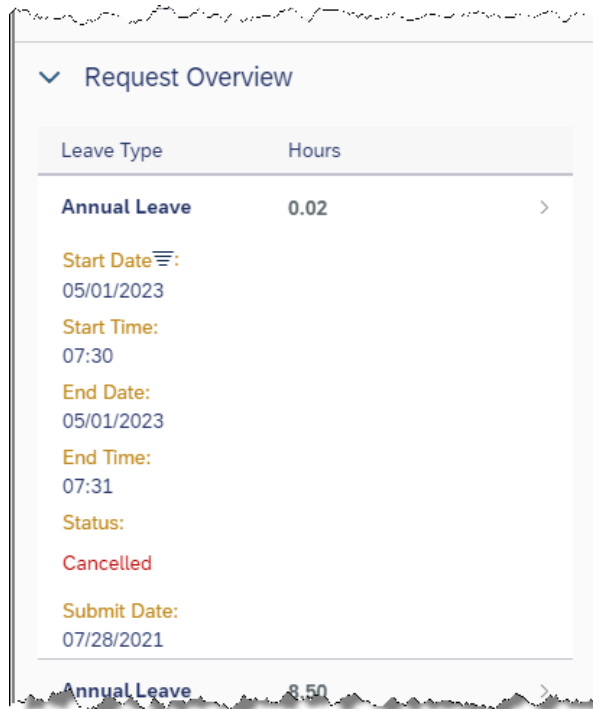 Request Overview
Leave Type Hours
Annual Leave 0.02
Start Date:
05/01/2023
Start Time:
07:30
End Date:
05/01/2023
End Time:
07:31
Status:
Cancelled
Submit Date:
07/28/2021
Annual Leave 8.50